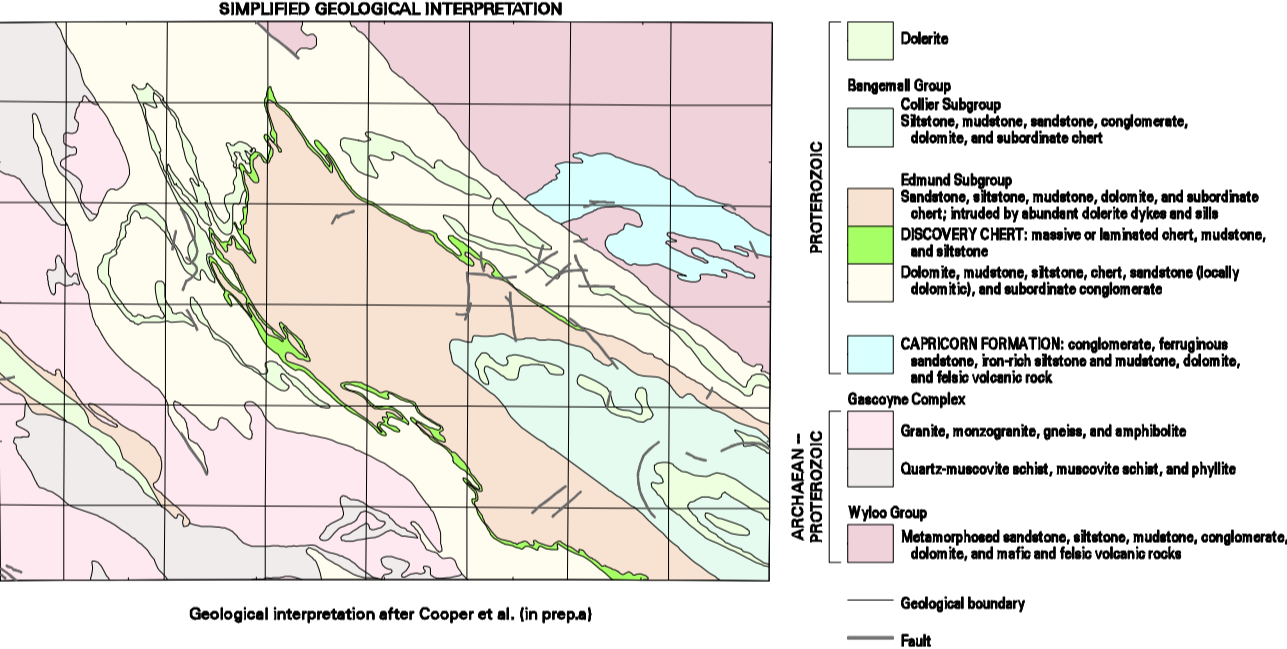 SIMPLIFIED GEOLOGICAL INTERPRETATION
Dolerite
Bangemall Group
Collier Subgroup
Siltstone, mudstone, sandstone, conglomerate,
dolomite, and subordinate chert
Edmund Subgroup
Sandstone, siltstone, mudstone, dolomite, and subordinate
chert; intruded by abundant dolerite dykes and sills
DISCOVERY CHERT: massive or laminated chert, mudstone,
and siltstone
Dolomite, mudstone, siltstone, chert, sandstone (locally
dolomitic), and subordinate conglomerate
PROTEROZOIC
CAPRICORN FORMATION: conglomerate, ferruginous
sandstone, iron-rich siltstone and mudstone, dolomite,
and felsic volcanic rock
Gascoyne Complex
Granite, monzogranite, gneiss, and amphibolite
Quartz-muscovite schist, muscovite schist, and phyllite
ARCHAEAN–
PROTEROZOIC
Wyloo Group
Metamorphosed sandstone, siltstone, mudstone, conglomerate,
dolomite, and mafic and felsic volcanic rocks
Geological boundary
Fault
Geological interpretation after Cooper et al. (in prep.a)